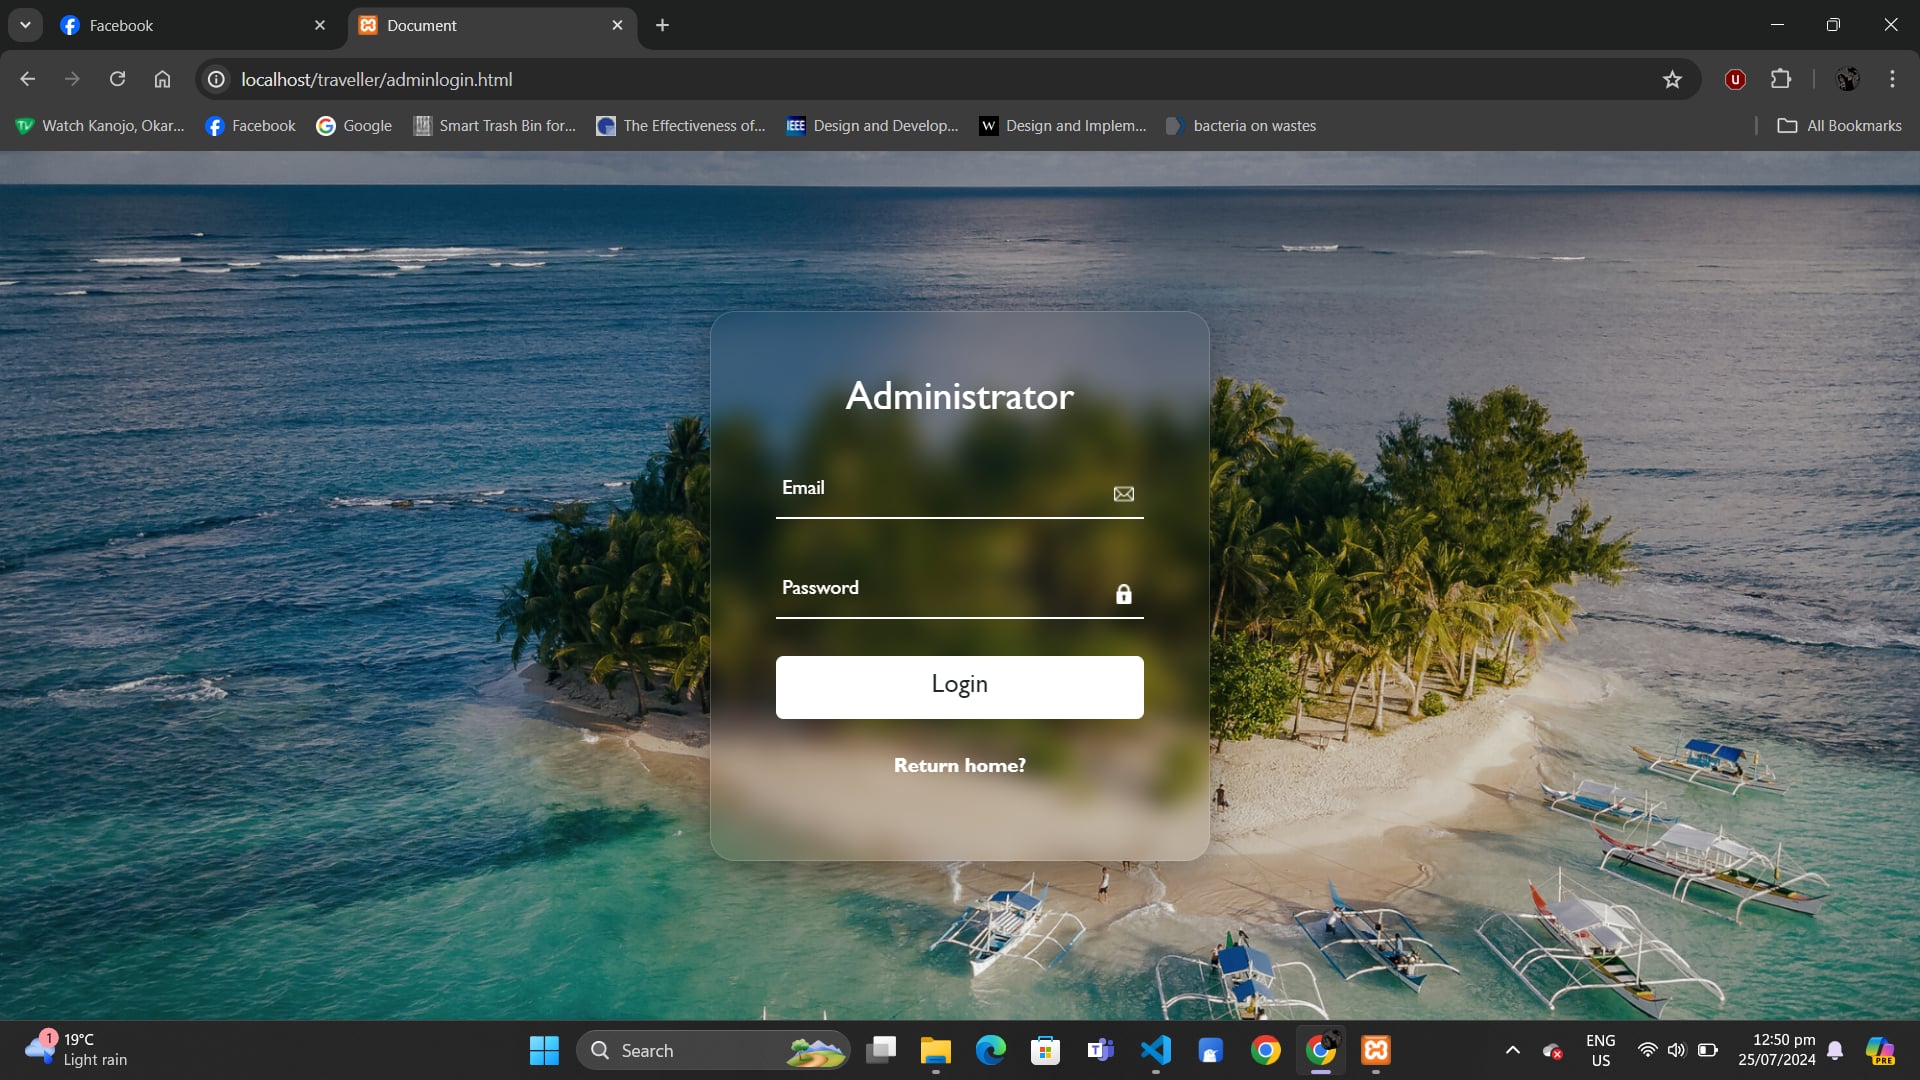 Facebook
Document
localhost/traveller/adminlogin.html
Watch Kanojo, Okar...
Facebook
Google
Smart Trash Bin for...
The Effectiveness of...
IEEE
Design and Develop...
W
Design and Implem...
bacteria on wastes
All Bookmarks
Administrator
Email
Password
Login
Return home?
1
19°C
Light rain
Search
ENG
US
12:50 pm
25/07/2024
PRE